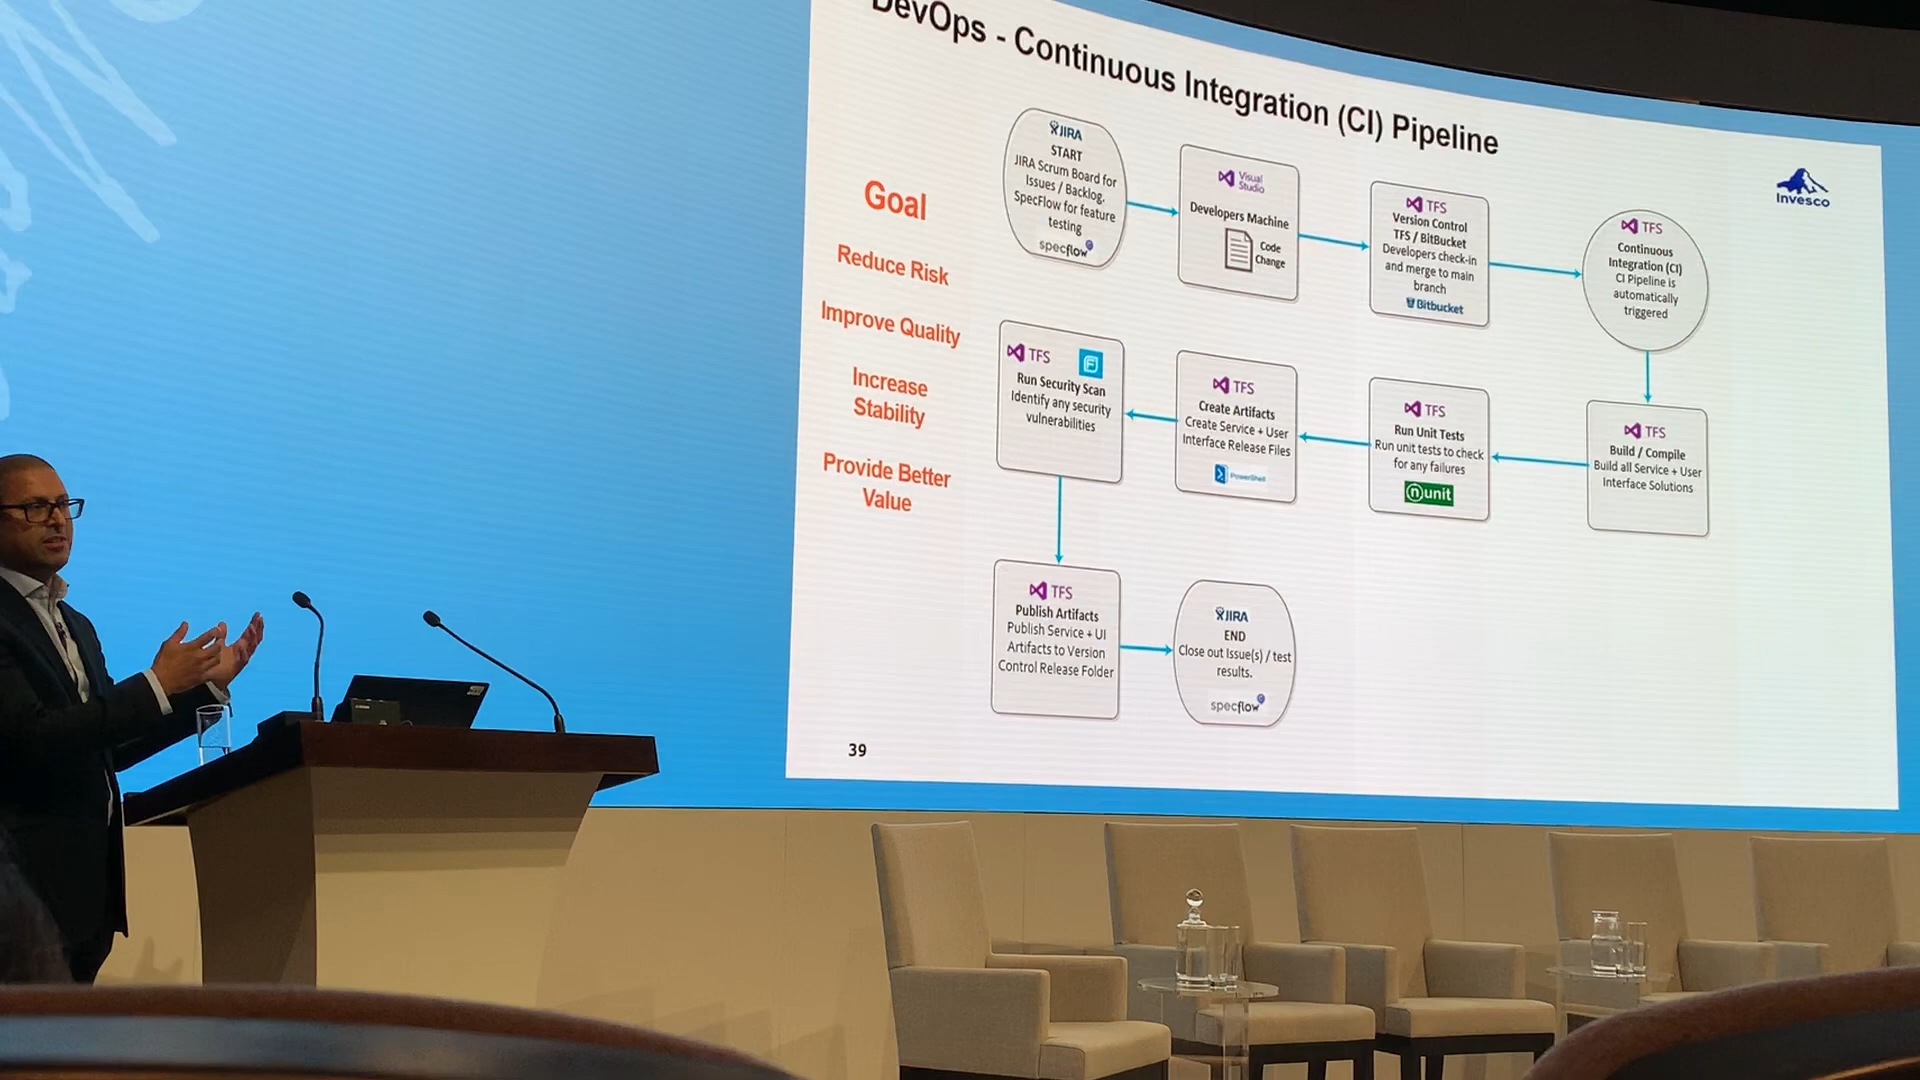 DevOps - Continuous Integration (CI) Pipeline
Invesco
Goal
Reduce Risk
Improve Quality
Increase
Stability
Provide Better
Value
JIRA
START
JIRA Scrum Board for
Issues / Backlog.
SpecFlow for feature
testing
specflow
Visual
Studio
Developers Machine
Code
Change
TFS
Version Control
TFS / BitBucket
Developers check-in
and merge to main
branch
Bitbucket
TFS
Continuous
Integration (CI)
CI Pipeline is
automatically
triggered
TFS
Build / Compile
Build all Service + User
Interface Solutions
TFS
Run Unit Tests
Run unit tests to check
for any failures
nunit
TFS
Create Artifacts
Create Service + User
Interface Release Files
PowerShell
TFS
Run Security Scan
Identify any security
vulnerabilities
TFS
Publish Artifacts
Publish Service + UI
Artifacts to Version
Control Release Folder
JIRA
END
Close out Issue(s) / test
results.
specflow
39